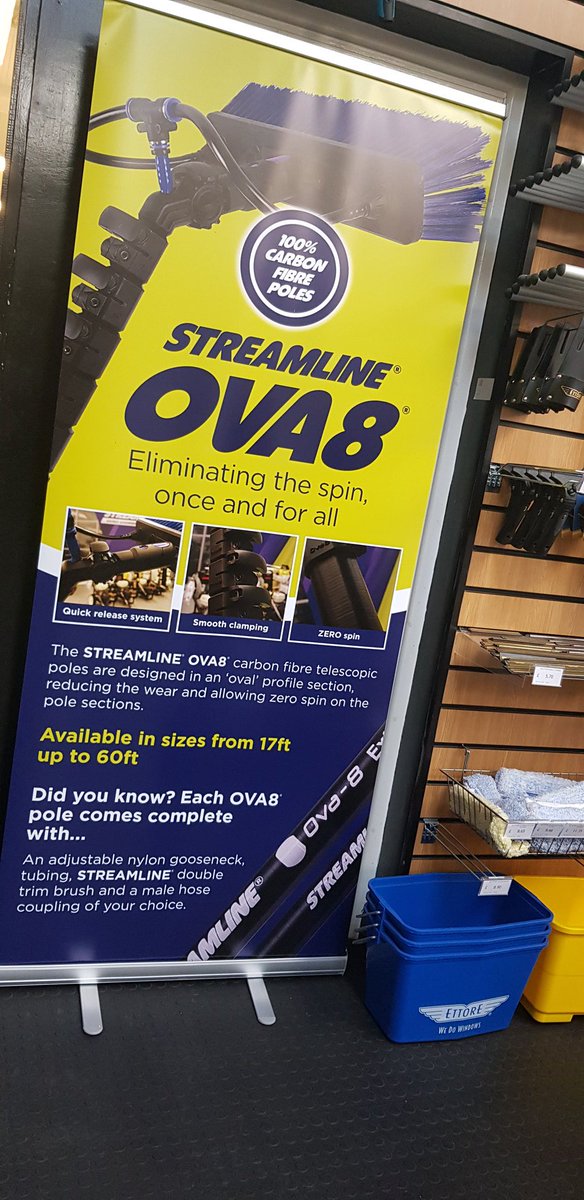 100%
CARBON
FIBRE
POLES
STREAMLINE®
OVA8®
Eliminating the spin,
once and for all
Quick release system
Smooth clamping
ZERO spin
The STREAMLINE® OVA8® carbon fibre telescopic
poles are designed in an 'oval' profile section,
reducing the wear and allowing zero spin on the
pole sections.
Available in sizes from 17ft
up to 60ft
Did you know? Each OVA8®
pole comes complete
with...
An adjustable nylon gooseneck,
tubing, STREAMLINE® double
trim brush and a male hose
coupling of your choice.
Ova-8
AMLINE®
STREAML
ETTORE
WE DO WINDOWS